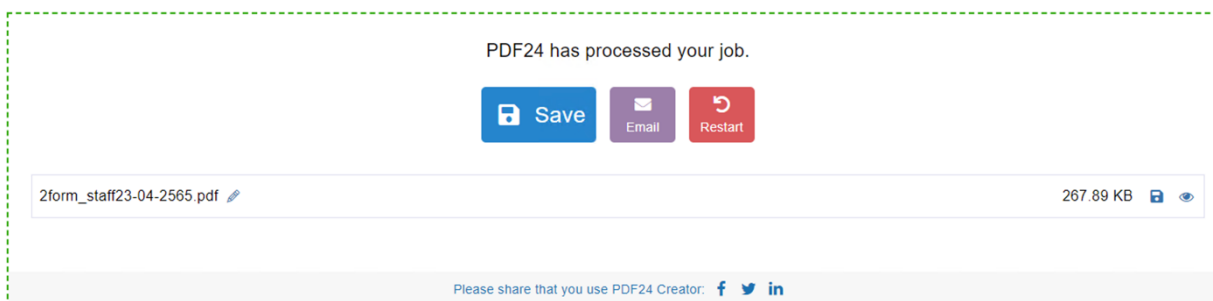 PDF24 has processed your job.
Save
Email
Restart
2form_staff23-04-2565.pdf 267.89 KB
Please share that you use PDF24 Creator: